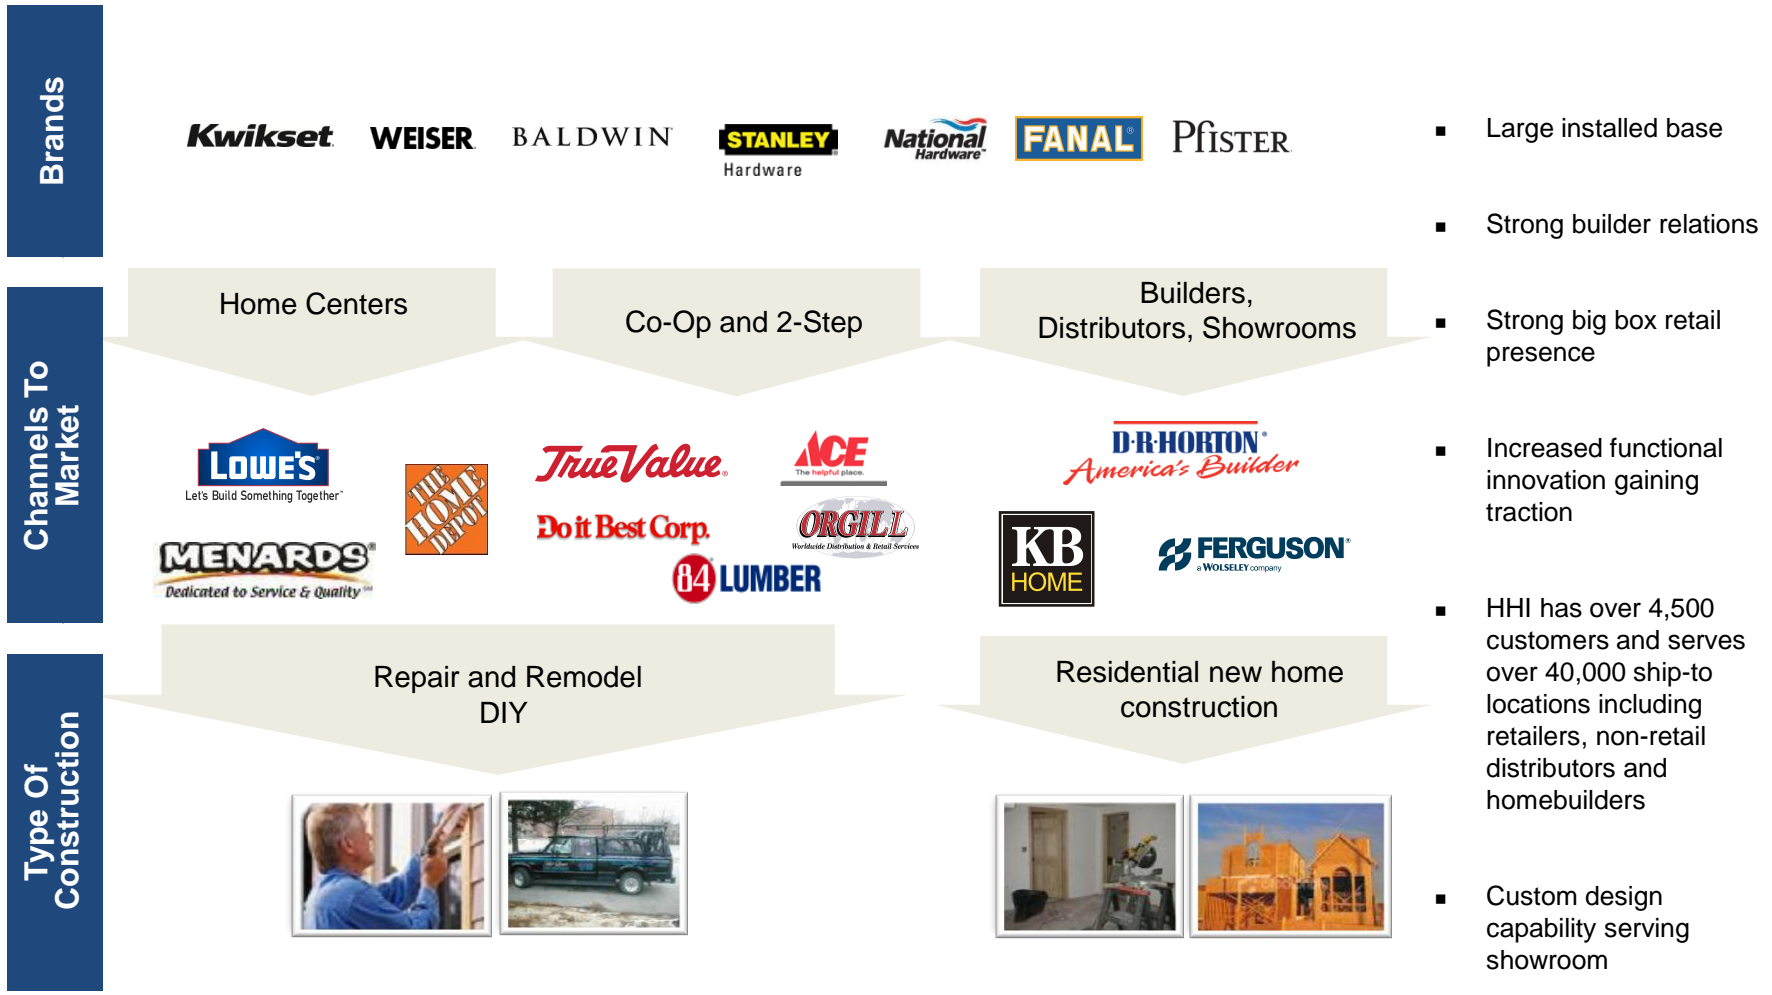 Brands
Kwikset
WEISER
BALDWIN
STANLEY
Hardware
National
Hardware™
FANAL®
Pfister
Channels To
Market
Home Centers
Co-Op and 2-Step
Builders,
Distributors, Showrooms
LOWE'S
Let's Build Something Together™
THE
HOME
DEPOT
MENARDS®
Dedicated to Service & Quality℠
True Value®
ACE
The helpful place.
Do it Best Corp.
ORGILL
Worldwide Distribution & Retail Services
84 LUMBER
D·R·HORTON®
America's Builder
KB
HOME
FERGUSON®
a WOLSELEY company
Type Of
Construction
Repair and Remodel
DIY
Residential new home
construction
▪ Large installed base
▪ Strong builder relations
▪ Strong big box retail
presence
▪ Increased functional
innovation gaining
traction
▪ HHI has over 4,500
customers and serves
over 40,000 ship-to
locations including
retailers, non-retail
distributors and
homebuilders
▪ Custom design
capability serving
showroom